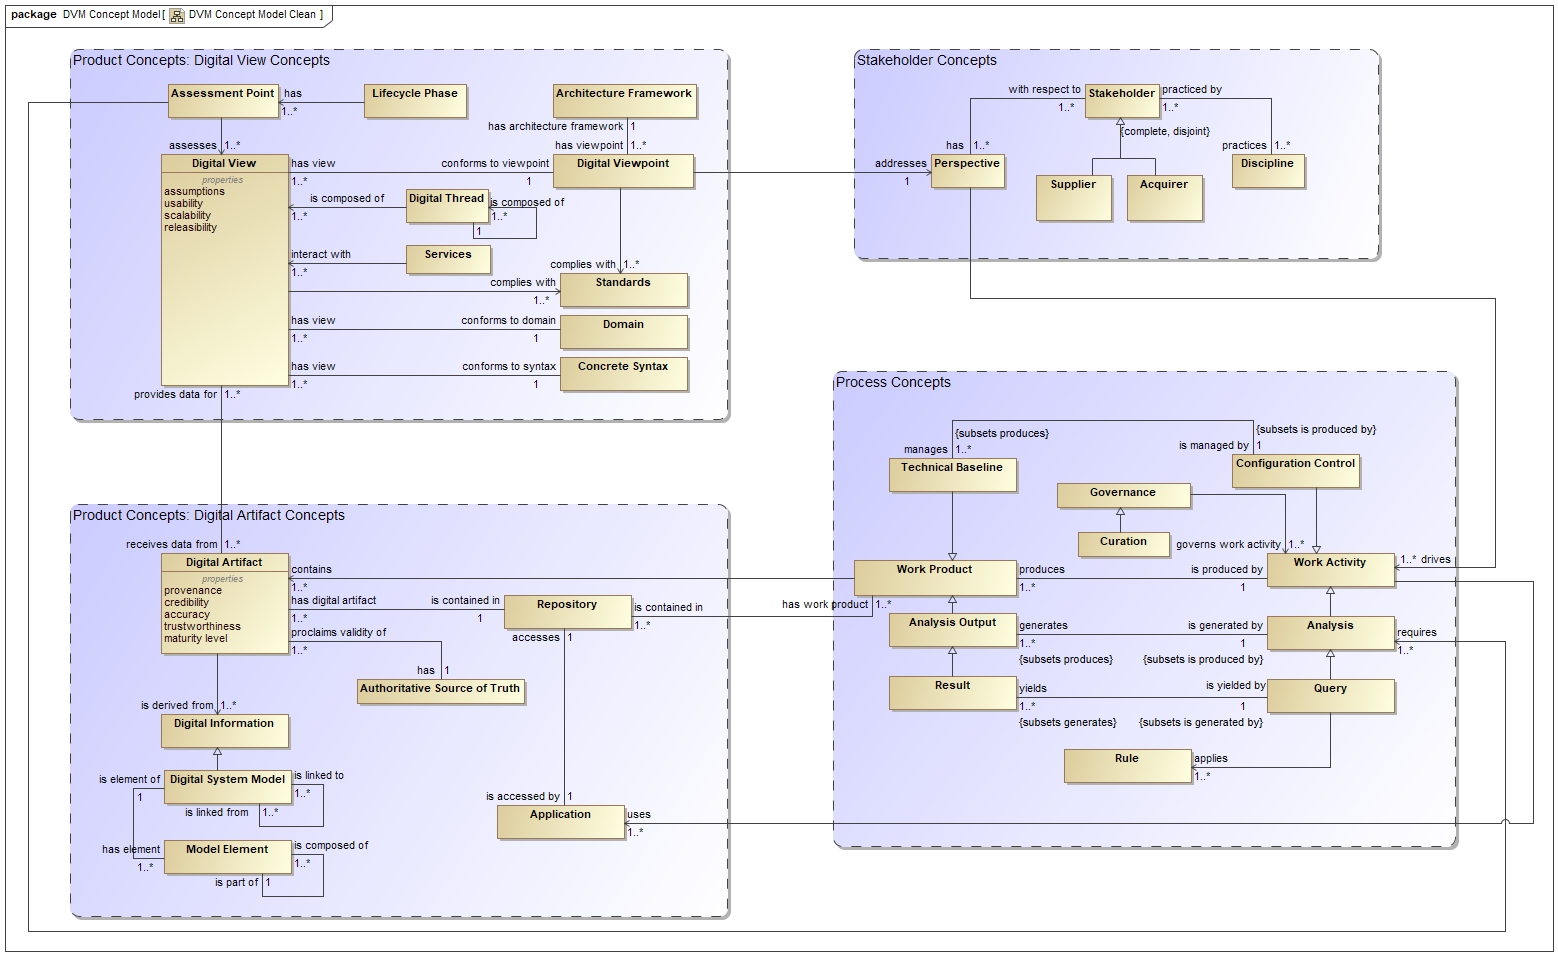 package DVM Concept Model[ DVM Concept Model Clean ]
Product Concepts: Digital View Concepts
Assessment Point
has
1..*
Lifecycle Phase
Architecture Framework
has architecture framework 1
has viewpoint 1..*
assesses 1..*
Digital View
properties
assumptions
usability
scalability
releasibility
has view
1..*
conforms to viewpoint
1
Digital Viewpoint
is composed of
1..*
Digital Thread
is composed of
1..*
1
interact with
1..*
Services
complies with 1..*
complies with
1..*
Standards
has view
1..*
conforms to domain
1
Domain
has view
1..*
conforms to syntax
1
Concrete Syntax
provides data for 1..*
Stakeholder Concepts
with respect to
1..*
Stakeholder
practiced by
1..*
{complete, disjoint}
addresses
1
has 1..*
Perspective
practices 1..*
Discipline
Supplier
Acquirer
Process Concepts
{subsets produces}
manages 1..*
{subsets is produced by}
is managed by 1
Technical Baseline
Configuration Control
Governance
Curation
governs work activity 1..*
1..* drives
Work Product
produces
1..*
is produced by
1
Work Activity
has work product 1..*
Analysis Output
generates
1..*
is generated by
1
Analysis
requires
1..*
{subsets produces}
{subsets is produced by}
Result
yields
1..*
is yielded by
1
Query
{subsets generates}
{subsets is generated by}
Rule
applies
1..*
Product Concepts: Digital Artifact Concepts
receives data from 1..*
Digital Artifact
properties
provenance
credibility
accuracy
trustworthiness
maturity level
contains
1..*
has digital artifact
1..*
is contained in
1
Repository
is contained in
1..*
proclaims validity of
1..*
accesses 1
has 1
Authoritative Source of Truth
is derived from 1..*
Digital Information
is element of
1
Digital System Model
is linked to
1..*
is linked from 1..*
is accessed by 1
Application
uses
1..*
has element
1..*
Model Element
is composed of
1..*
is part of 1